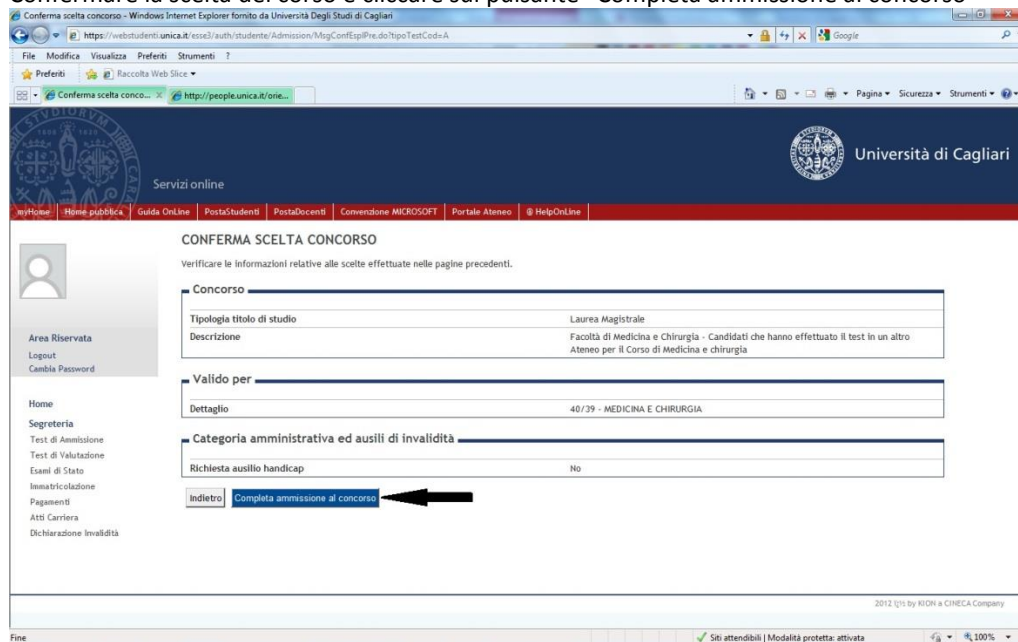 Confermare la scelta del corso e cliccare sul pulsante "Completa ammissione al concorso"
Conferma scelta concorso - Windows Internet Explorer fornito da Università Degli Studi di Cagliari
https://webstudenti.unica.it/esse3/auth/studente/Admission/MsgConfEsplPre.do?tipoTestCod=A
Google
File Modifica Visualizza Preferiti Strumenti ?
Preferiti Raccolta Web Slice
Conferma scelta conco... http://people.unica.it/orie... Pagina Sicurezza Strumenti
Università di Cagliari
Servizi online
myHome Home pubblica Guida OnLine PostaStudenti PostaDocenti Convenzione MICROSOFT Portale Ateneo @ HelpOnLine
CONFERMA SCELTA CONCORSO
Verificare le informazioni relative alle scelte effettuate nelle pagine precedenti.
Concorso
Tipologia titolo di studio Laurea Magistrale
Descrizione Facoltà di Medicina e Chirurgia - Candidati che hanno effettuato il test in un altro
Ateneo per il Corso di Medicina e chirurgia
Valido per
Dettaglio 40/39 - MEDICINA E CHIRURGIA
Categoria amministrativa ed ausili di invalidità
Richiesta ausilio handicap No
Indietro Completa ammissione al concorso
Area Riservata
Logout
Cambia Password
Home
Segreteria
Test di Ammissione
Test di Valutazione
Esami di Stato
Immatricolazione
Pagamenti
Atti Carriera
Dichiarazione Invalidità
2012 by KION a CINECA Company
Fine Siti attendibili | Modalità protetta: attivata 100%